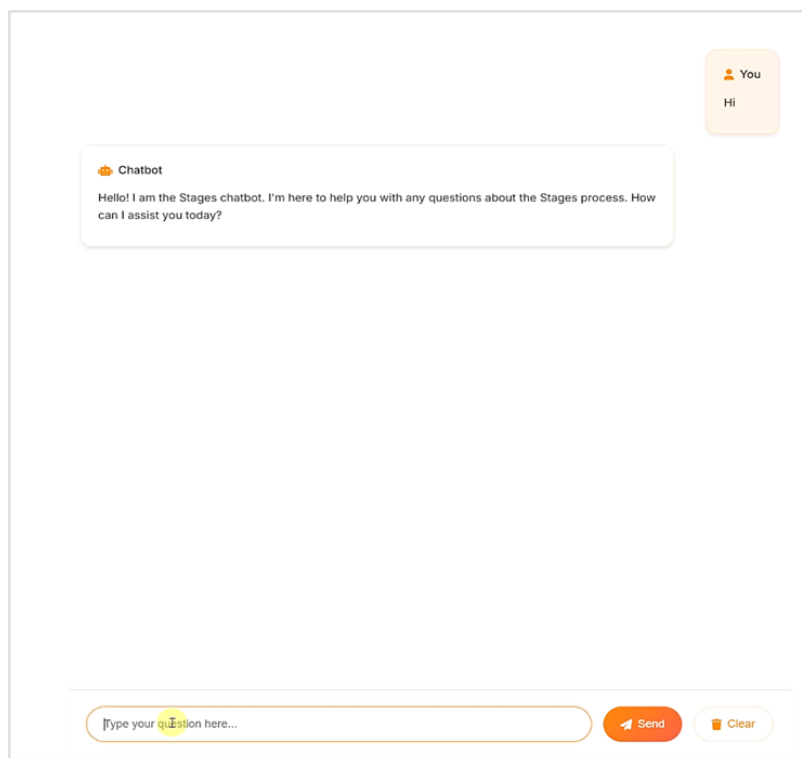 You
Hi
Chatbot
Hello! I am the Stages chatbot. I'm here to help you with any questions about the Stages process. How
can I assist you today?
Type your question here...
Send
Clear